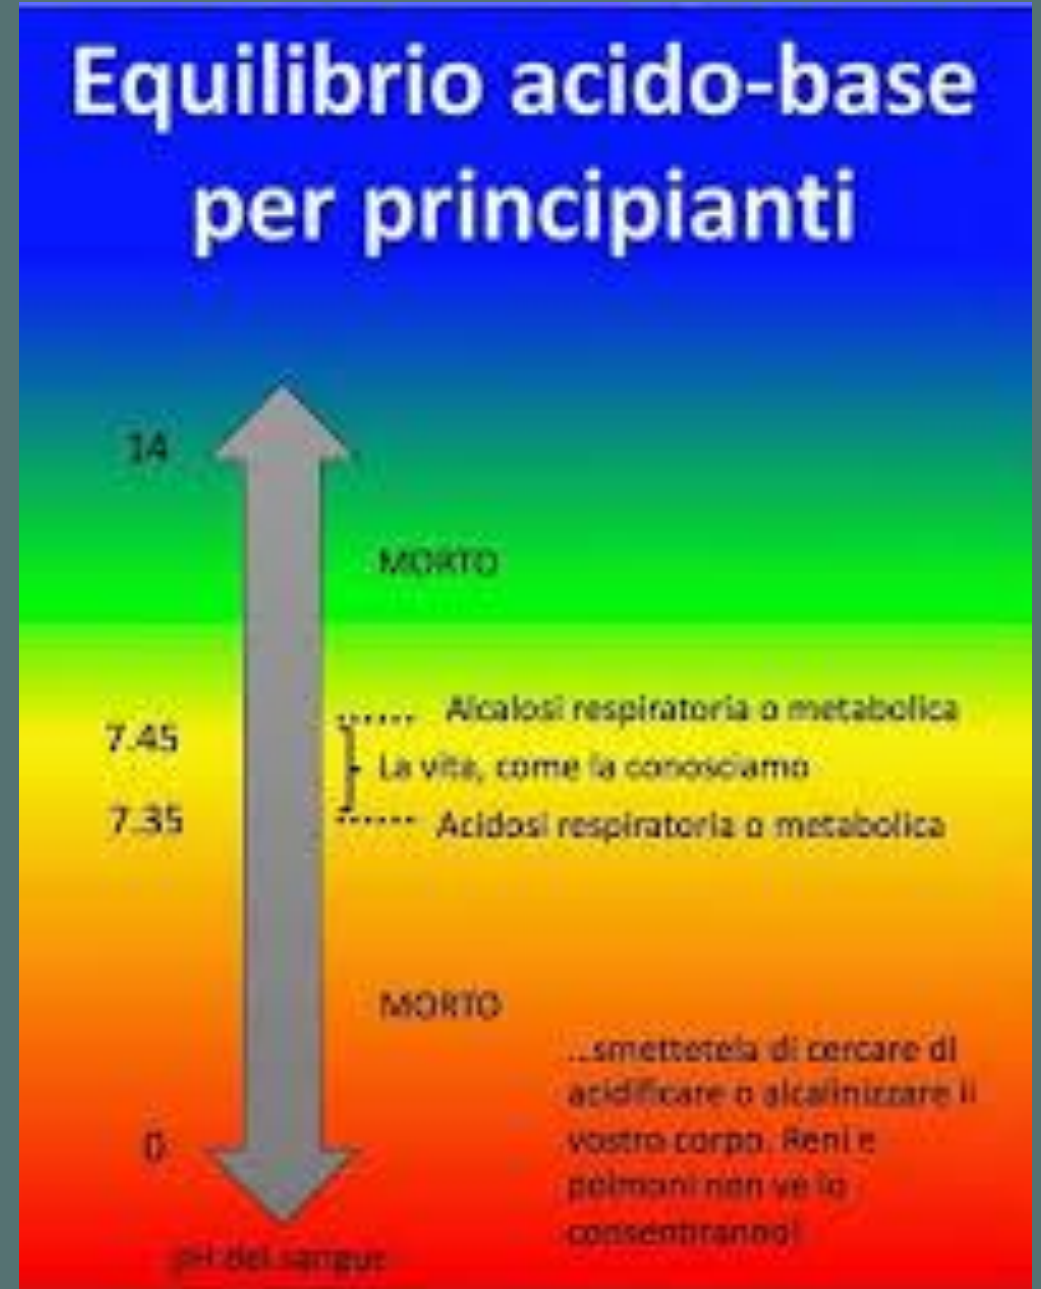 Equilibrio acido-base
per principianti
14
MORTO
Alcalosi respiratoria o metabolica
7.45
La vita, come la conosciamo
7.35
Acidosi respiratoria o metabolica
MORTO
...smettetela di cercare di
acidificare o alcalinizzare il
vostro corpo. Reni e
polmoni non ve lo
consentiranno!
0
pH del sangue